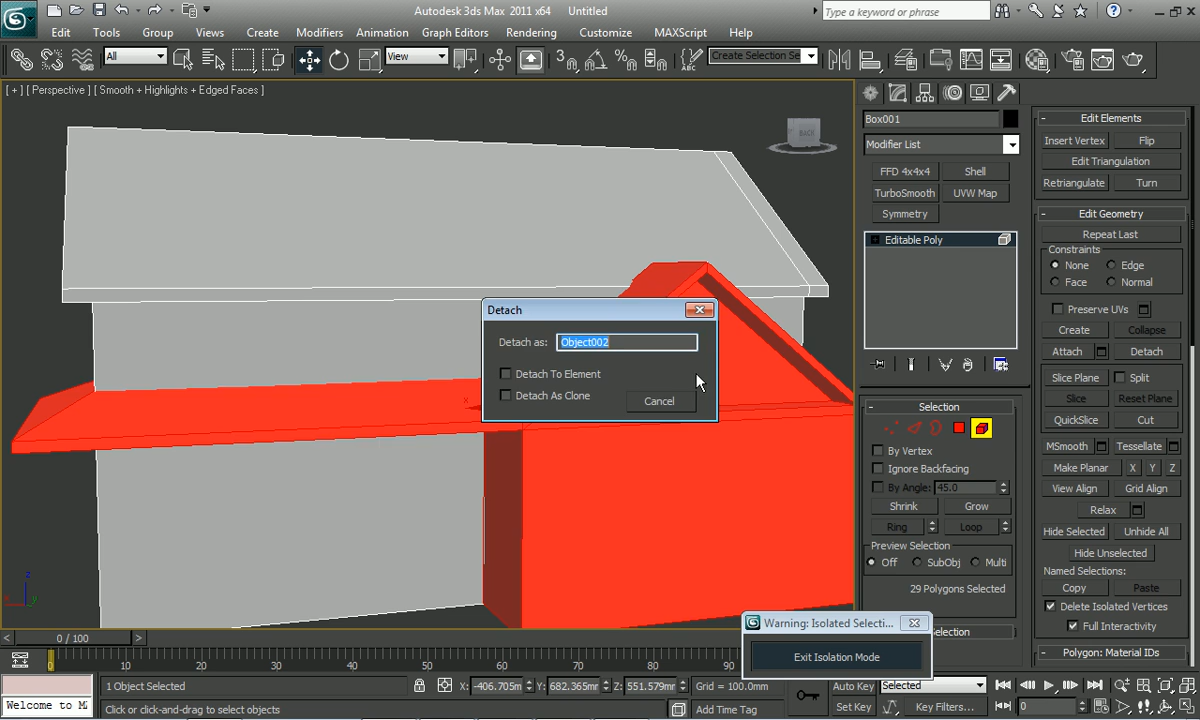 Autodesk 3ds Max 2011 x64 Untitled
Type a keyword or phrase
Edit Tools Group Views Create Modifiers Animation Graph Editors Rendering Customize MAXScript Help
All View Create Selection Se
[ + ] [ Perspective ] [ Smooth + Highlights + Edged Faces ]
BACK
Box001
Modifier List
FFD 4x4x4 Shell
TurboSmooth UVW Map
Symmetry
Editable Poly
Selection
By Vertex
Ignore Backfacing
By Angle: 45.0
Shrink Grow
Ring Loop
Preview Selection
Off SubObj Multi
29 Polygons Selected
election
Edit Elements
Insert Vertex Flip
Edit Triangulation
Retriangulate Turn
Edit Geometry
Repeat Last
Constraints
None Edge
Face Normal
Preserve UVs
Create Collapse
Attach Detach
Slice Plane Split
Slice Reset Plane
QuickSlice Cut
MSmooth Tessellate
Make Planar X Y Z
View Align Grid Align
Relax
Hide Selected Unhide All
Hide Unselected
Named Selections:
Copy Paste
Delete Isolated Vertices
Full Interactivity
Polygon: Material IDs
Detach
Detach as: Object002
Detach To Element
Detach As Clone
Cancel
Warning: Isolated Selecti...
Exit Isolation Mode
0 / 100
0 10 20 30 40 50 60 70 80 90
1 Object Selected X: -406.705m Y: 682.365mr Z: 551.579mr Grid = 100.0mm Auto Key Selected
Welcome to M Click or click-and-drag to select objects Add Time Tag Set Key Key Filters... 0